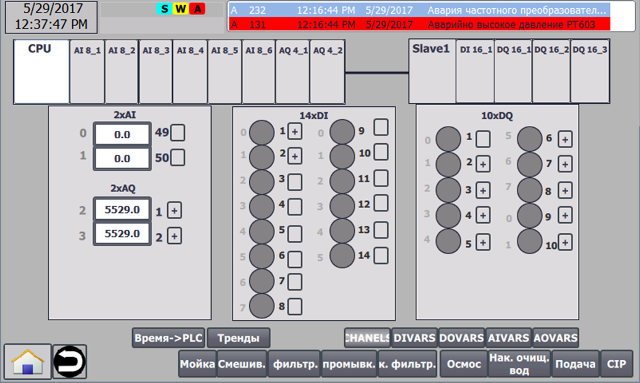 5/29/2017
12:37:47 PM
S W A
A 232 12:16:44 PM 5/29/2017 Авария частотного преобразовател...
A 131 12:16:44 PM 5/29/2017 Аварийно высокое давление PT603
CPU AI 8_1 AI 8_2 AI 8_3 AI 8_4 AI 8_5 AI 8_6 AQ 4_1 AQ 4_2 Slave1 DI 16_1 DQ 16_1 DQ 16_2 DQ 16_3
2xAI
0 0.0 49
1 0.0 50
2xAQ
2 5529.0 1 +
3 5529.0 2 +
14xDI
0 1 +
1 2 +
2 3
3 4
4 5
5 6
6 7
7 8
0 9
1 10
2 11
3 12
4 13
5 14
10xDQ
0 1
1 2 +
2 3 +
3 4 +
4 5 +
5 6 +
6 7 +
7 8 +
0 9 +
1 10 +
Время->PLC Тренды CHANELS DIVARS DOVARS AIVARS AOVARS
Мойка Смешив. фильтр. промывк. к. фильтр. Осмос Нак. очищ. вод Подача CIP